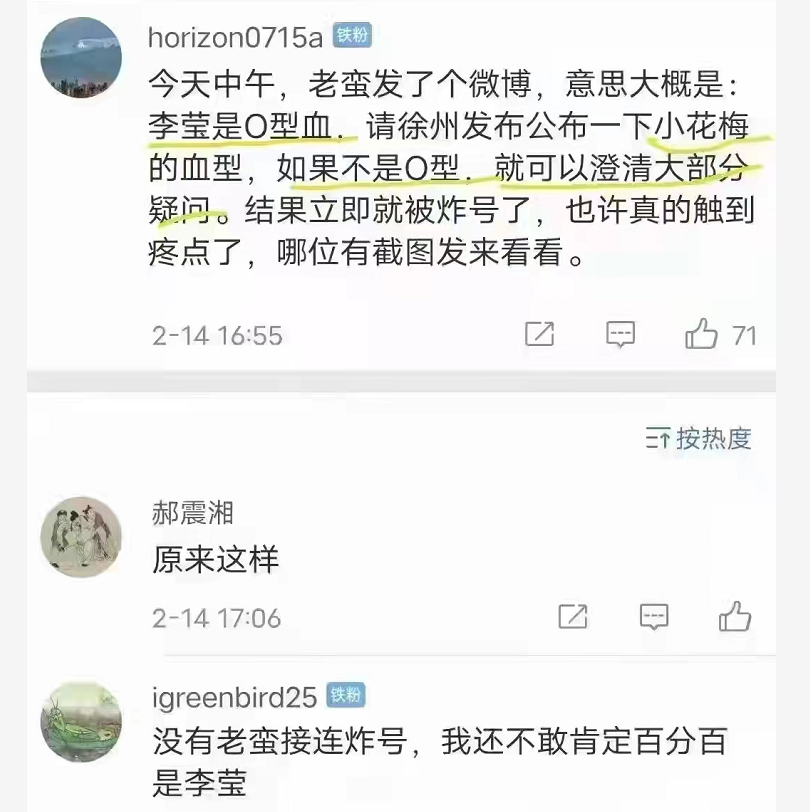 horizon0715a 铁粉
今天中午，老蛮发了个微博，意思大概是：
李莹是O型血．请徐州发布公布一下小花梅
的血型，如果不是O型．就可以澄清大部分
疑问。结果立即就被炸号了，也许真的触到
疼点了，哪位有截图发来看看。
2-14 16:55 71
按热度
郝震湘
原来这样
2-14 17:06
igreenbird25 铁粉
没有老蛮接连炸号，我还不敢肯定百分百
是李莹